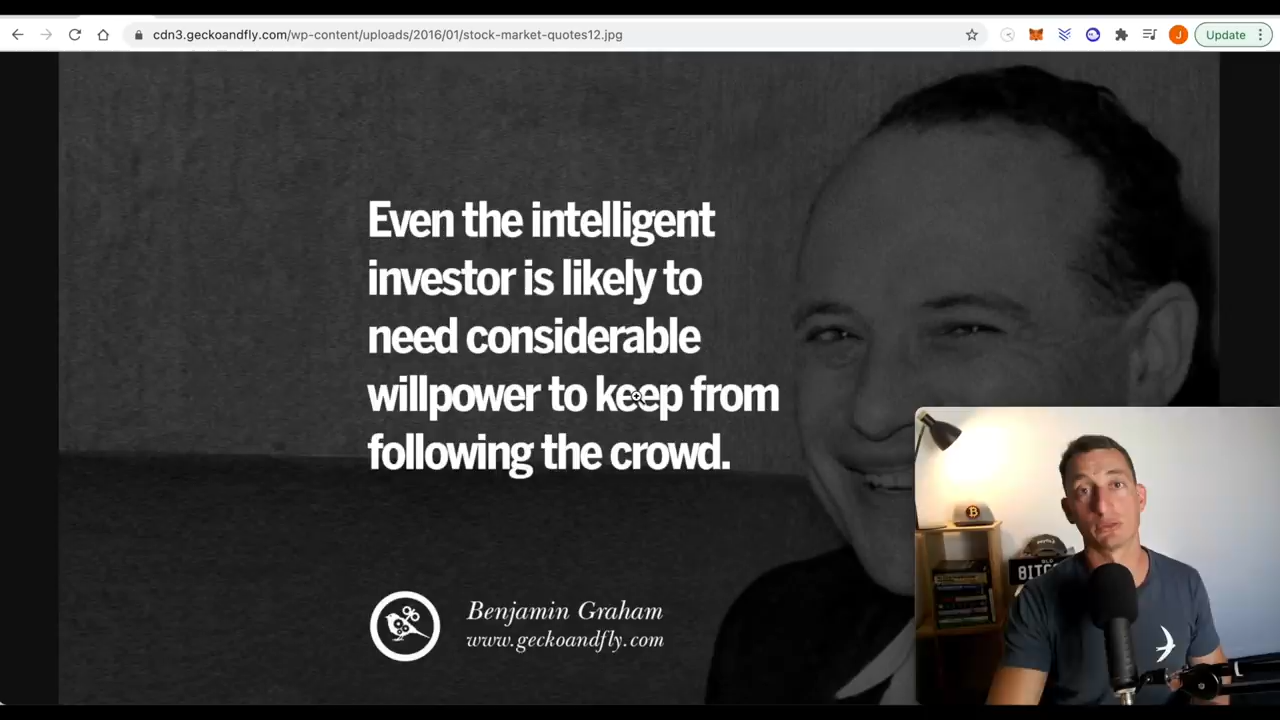 cdn3.geckoandfly.com/wp-content/uploads/2016/01/stock-market-quotes12.jpg
J
Update
Even the intelligent
investor is likely to
need considerable
willpower to keep from
following the crowd.
Benjamin Graham
www.geckoandfly.com